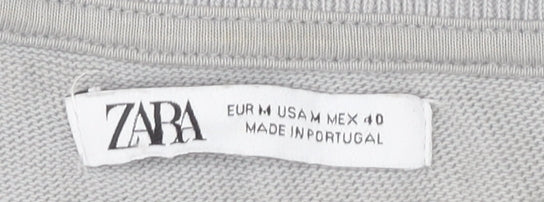 ZARA
EUR M USA M MEX 40
MADE IN PORTUGAL